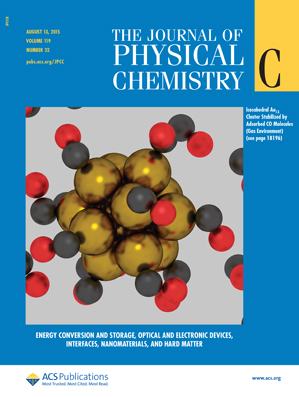 AUGUST 13, 2015
VOLUME 119
NUMBER 32
pubs.acs.org/JPCC
THE JOURNAL OF
PHYSICAL
CHEMISTRY
C
Icosahedral Au13
Cluster Stabilized by
Adsorbed CO Molecules
(Gas Environment)
(see page 18196)
ENERGY CONVERSION AND STORAGE, OPTICAL AND ELECTRONIC DEVICES,
INTERFACES, NANOMATERIALS, AND HARD MATTER
ACS Publications
Most Trusted. Most Cited. Most Read.
www.acs.org